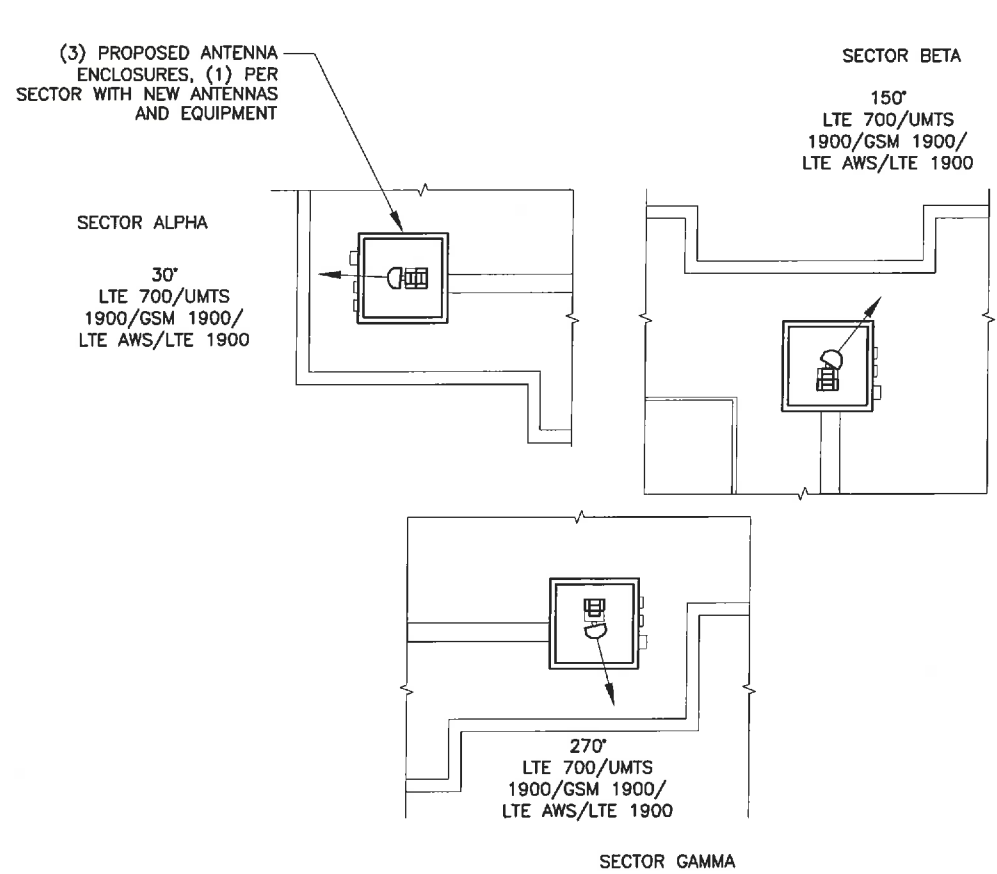 (3) PROPOSED ANTENNA
ENCLOSURES, (1) PER
SECTOR WITH NEW ANTENNAS
AND EQUIPMENT
SECTOR BETA
150°
LTE 700/UMTS
1900/GSM 1900/
LTE AWS/LTE 1900
SECTOR ALPHA
30°
LTE 700/UMTS
1900/GSM 1900/
LTE AWS/LTE 1900
270°
LTE 700/UMTS
1900/GSM 1900/
LTE AWS/LTE 1900
SECTOR GAMMA